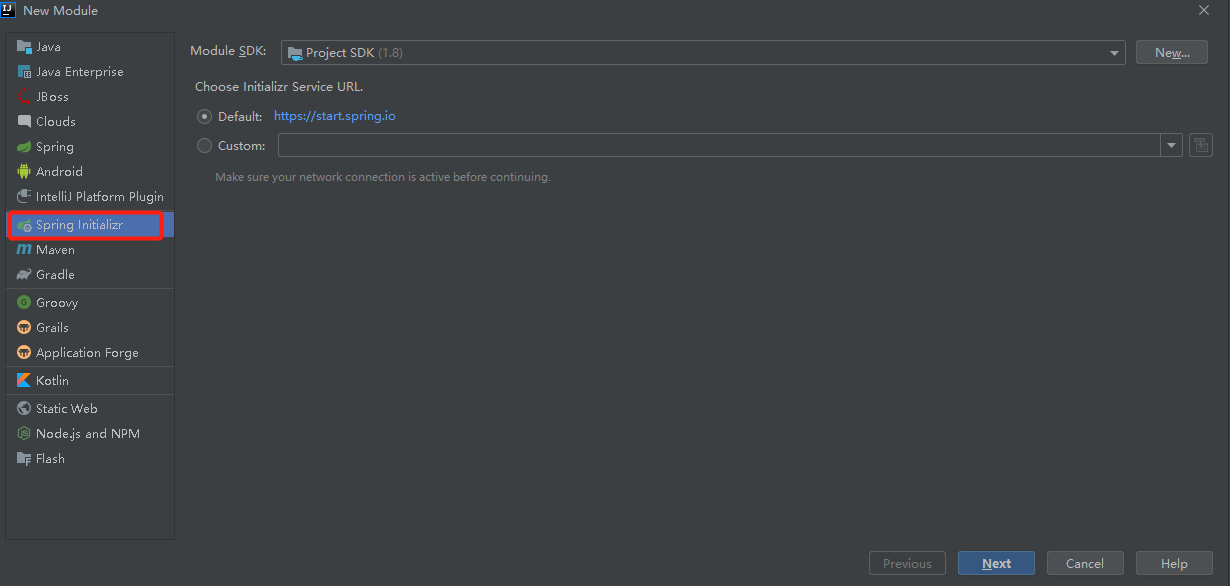 New Module
Java
Java Enterprise
JBoss
Clouds
Spring
Android
IntelliJ Platform Plugin
Spring Initializr
Maven
Gradle
Groovy
Grails
Application Forge
Kotlin
Static Web
Node.js and NPM
Flash
Module SDK: Project SDK (1.8) New...
Choose Initializr Service URL.
Default: https://start.spring.io
Custom:
Make sure your network connection is active before continuing.
Previous Next Cancel Help